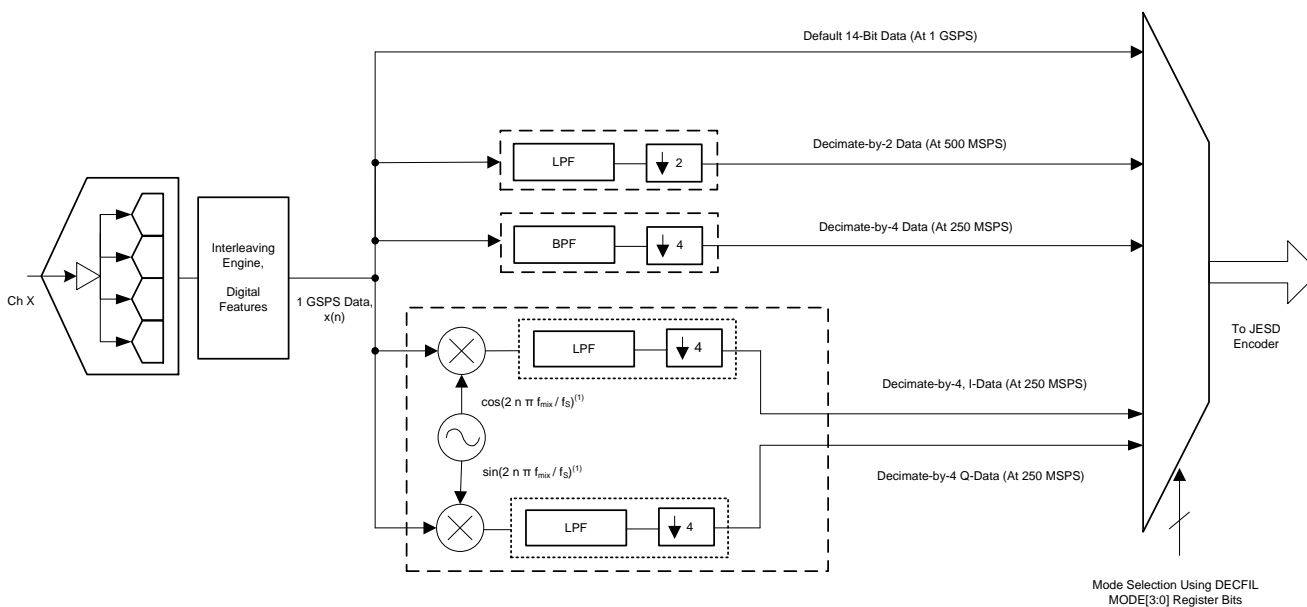 Default 14-Bit Data (At 1 GSPS)
LPF
2
Decimate-by-2 Data (At 500 MSPS)
BPF
4
Decimate-by-4 Data (At 250 MSPS)
Ch X
Interleaving
Engine,
Digital
Features
1 GSPS Data,
x(n)
LPF
4
cos(2 n π fmix / fS)(1)
sin(2 n π fmix / fS)(1)
LPF
4
Decimate-by-4, I-Data (At 250 MSPS)
Decimate-by-4 Q-Data (At 250 MSPS)
To JESD
Encoder
Mode Selection Using DECFIL
MODE[3:0] Register Bits